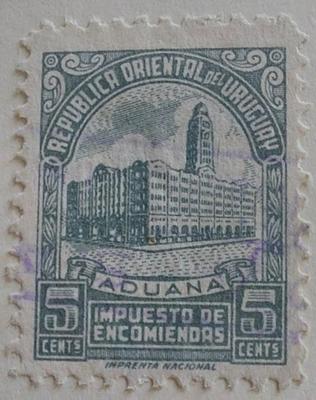 REPUBLICA ORIENTAL DEL URUGUAY
ADUANA
5 CENTS
IMPUESTO DE
ENCOMIENDAS
5 CENTS
IMPRENTA NACIONAL